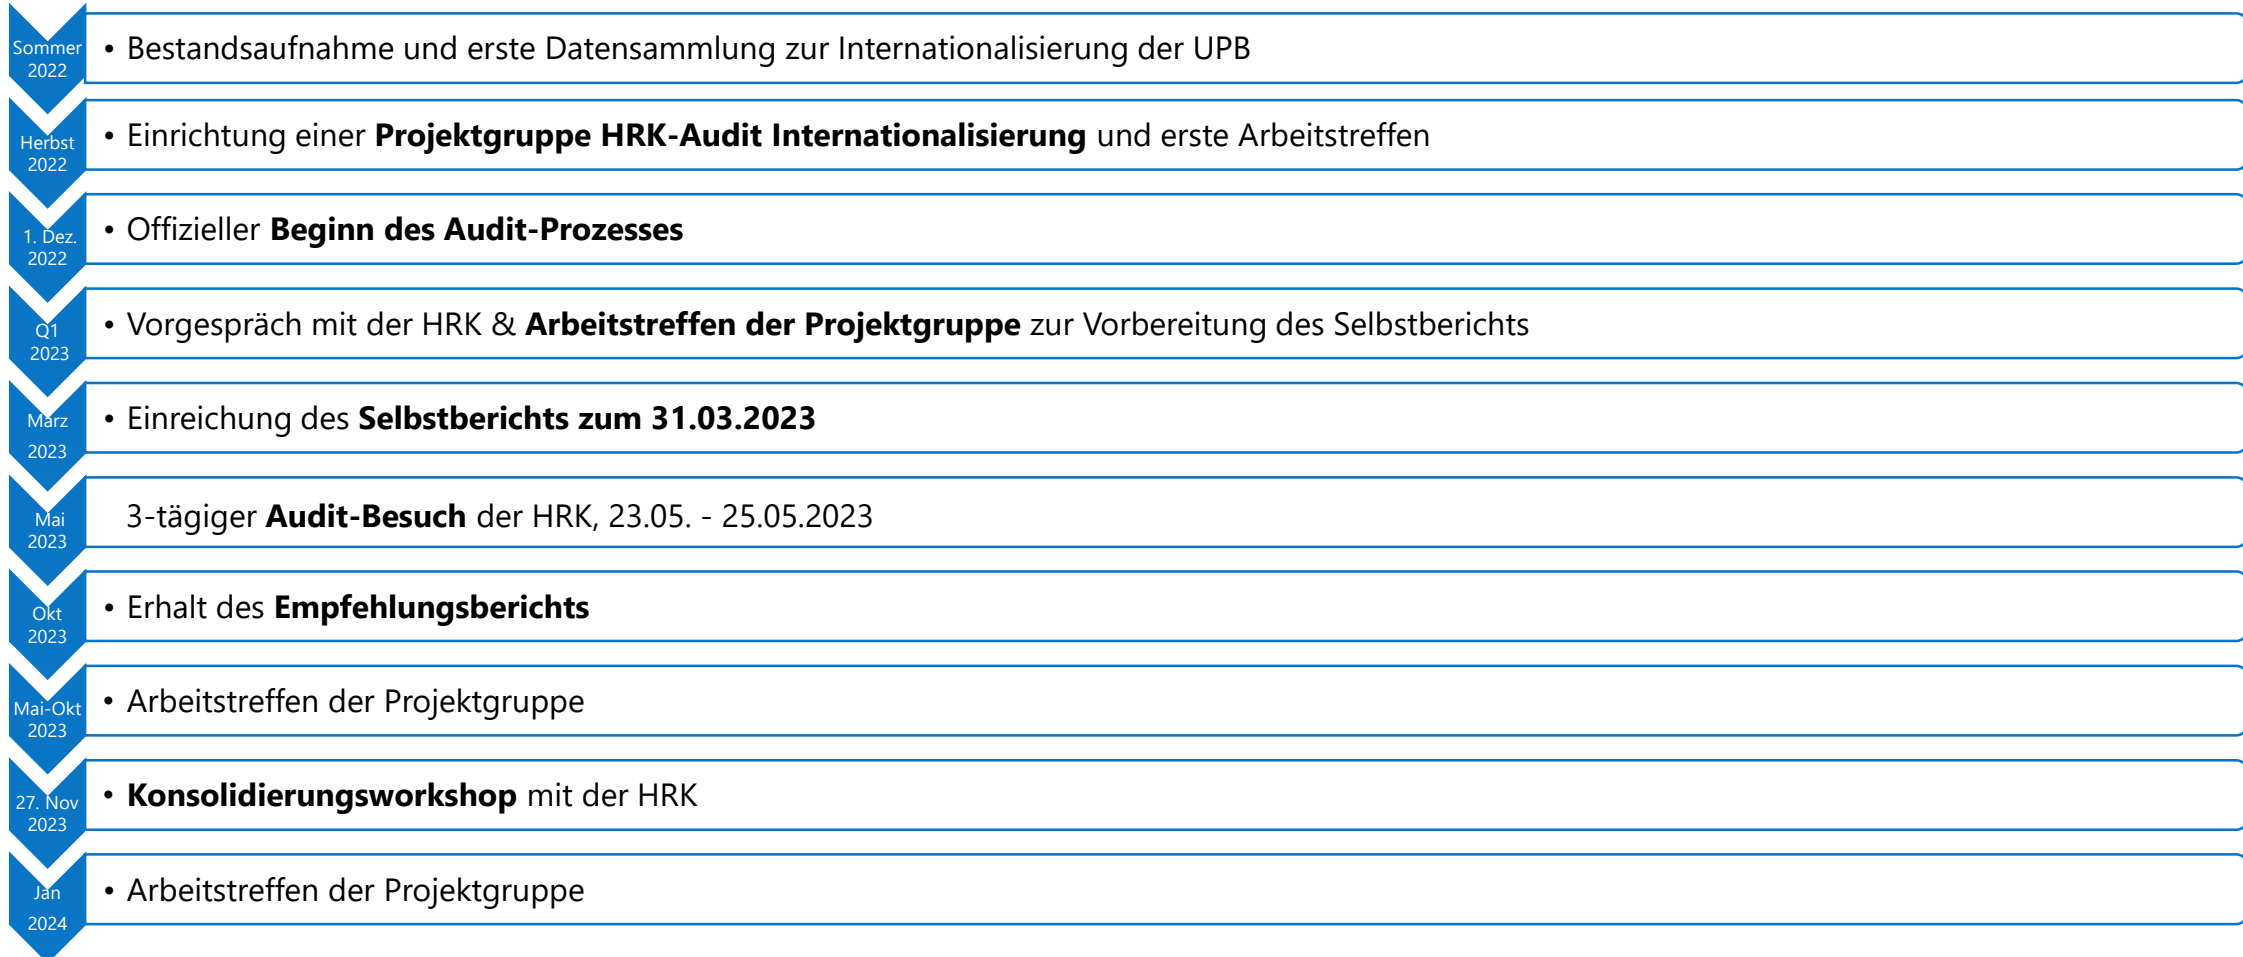 Sommer
2022
• Bestandsaufnahme und erste Datensammlung zur Internationalisierung der UPB
Herbst
2022
• Einrichtung einer Projektgruppe HRK-Audit Internationalisierung und erste Arbeitstreffen
1. Dez.
2022
• Offizieller Beginn des Audit-Prozesses
Q1
2023
• Vorgespräch mit der HRK & Arbeitstreffen der Projektgruppe zur Vorbereitung des Selbstberichts
März
2023
• Einreichung des Selbstberichts zum 31.03.2023
Mai
2023
3-tägiger Audit-Besuch der HRK, 23.05. - 25.05.2023
Okt
2023
• Erhalt des Empfehlungsberichts
Mai-Okt
2023
• Arbeitstreffen der Projektgruppe
27. Nov
2023
• Konsolidierungsworkshop mit der HRK
Jan
2024
• Arbeitstreffen der Projektgruppe